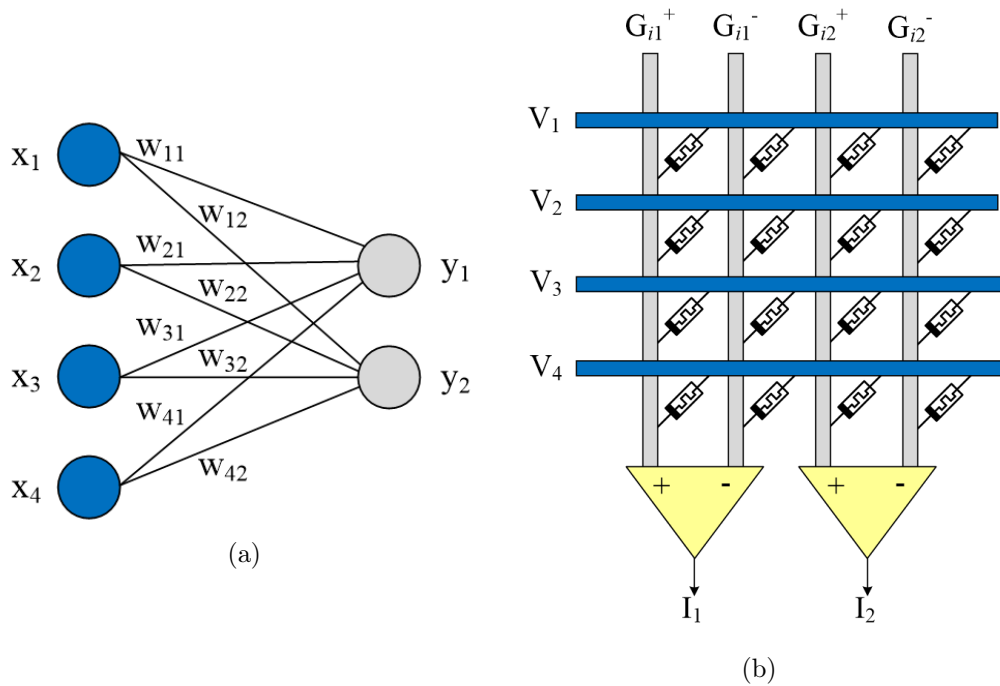 x₁
x₂
x₃
x₄
w₁₁
w₁₂
w₂₁
w₂₂
w₃₁
w₃₂
w₄₁
w₄₂
y₁
y₂
(a)
Gᵢ₁⁺ Gᵢ₁⁻ Gᵢ₂⁺ Gᵢ₂⁻
V₁
V₂
V₃
V₄
+ - + -
I₁ I₂
(b)